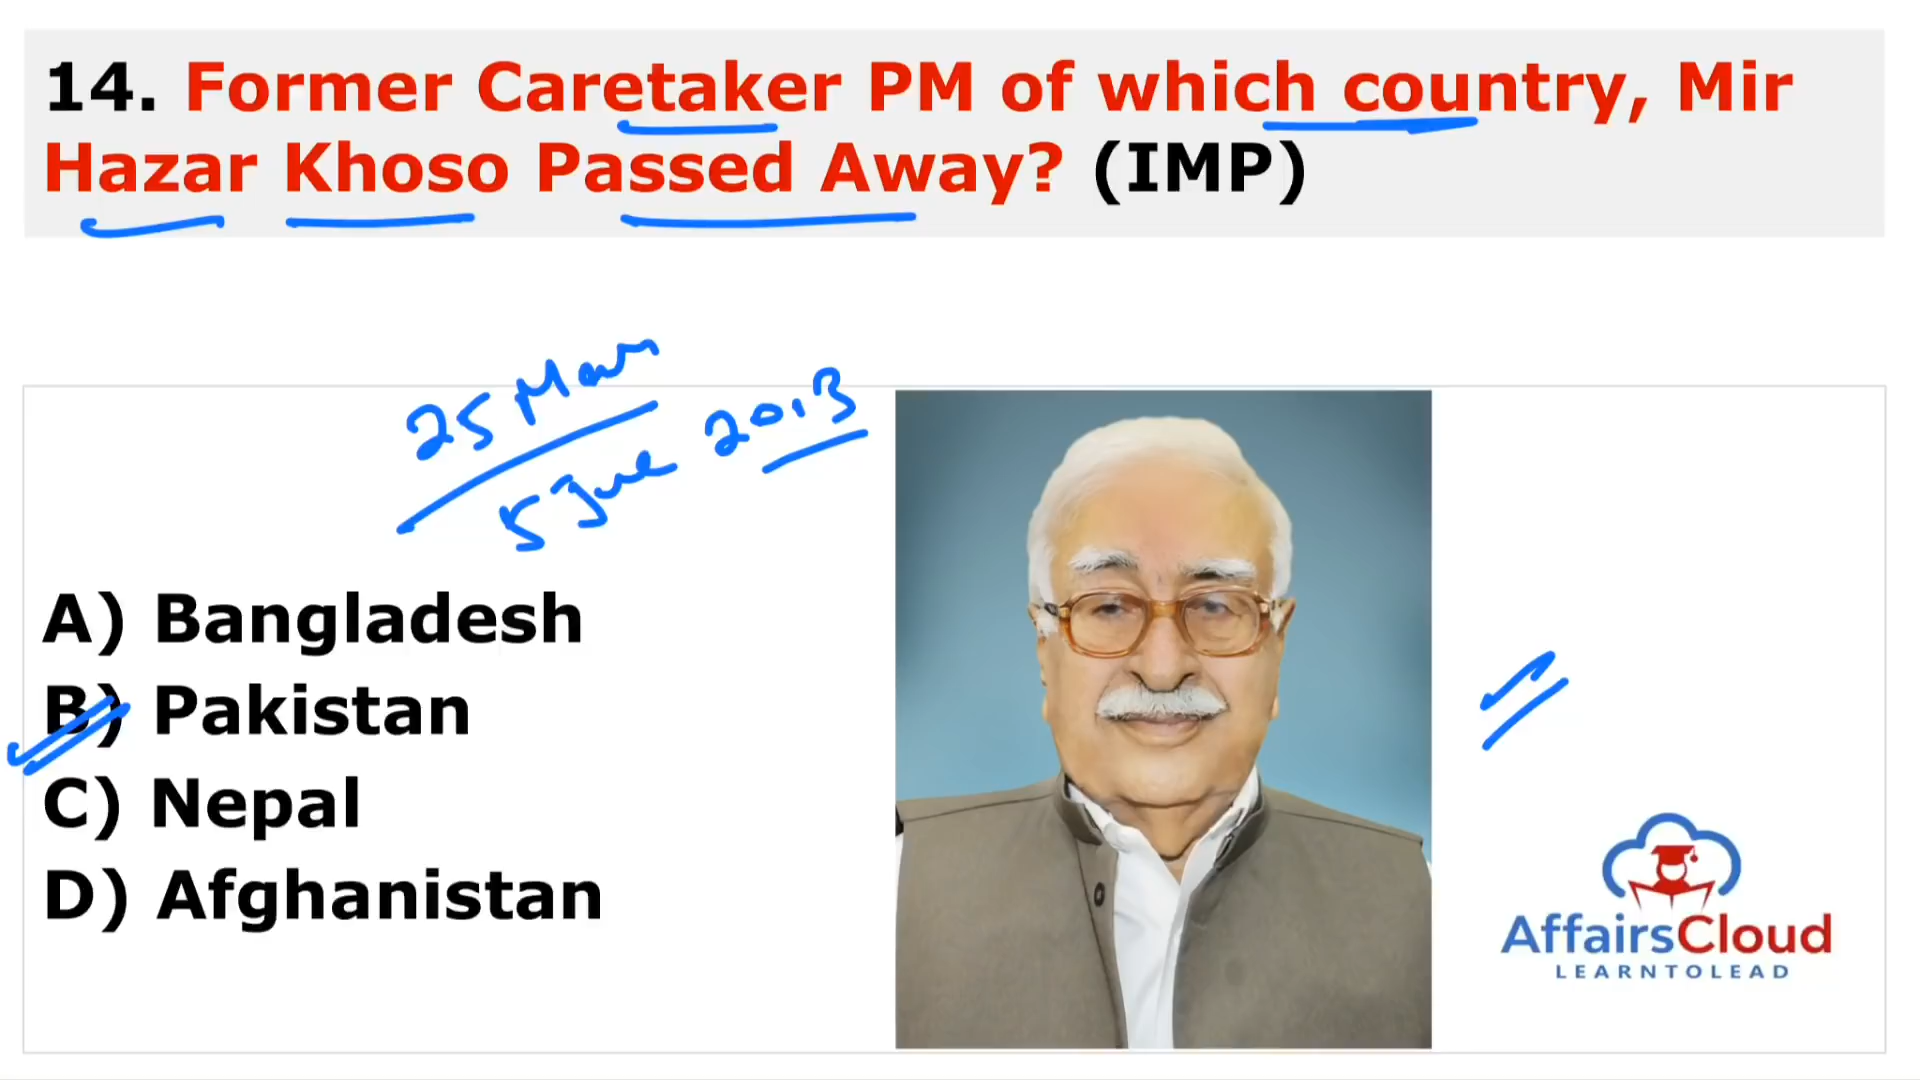 14. Former Caretaker PM of which country, Mir
Hazar Khoso Passed Away? (IMP)
25 Mar
5 June 2013
A) Bangladesh
B) Pakistan
C) Nepal
D) Afghanistan
AffairsCloud
LEARNTOLEAD